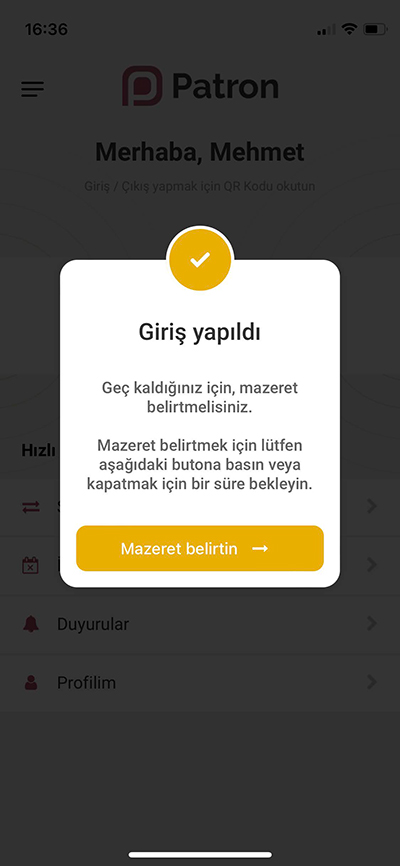 16:36
Patron
Merhaba, Mehmet
Giriş / Çıkış yapmak için QR Kodu okutun
Giriş yapıldı
Geç kaldığınız için, mazeret
belirtmelisiniz.
Mazeret belirtmek için lütfen
aşağıdaki butona basın veya
kapatmak için bir süre bekleyin.
Mazeret belirtin
Hızlı
Duyurular
Profilim